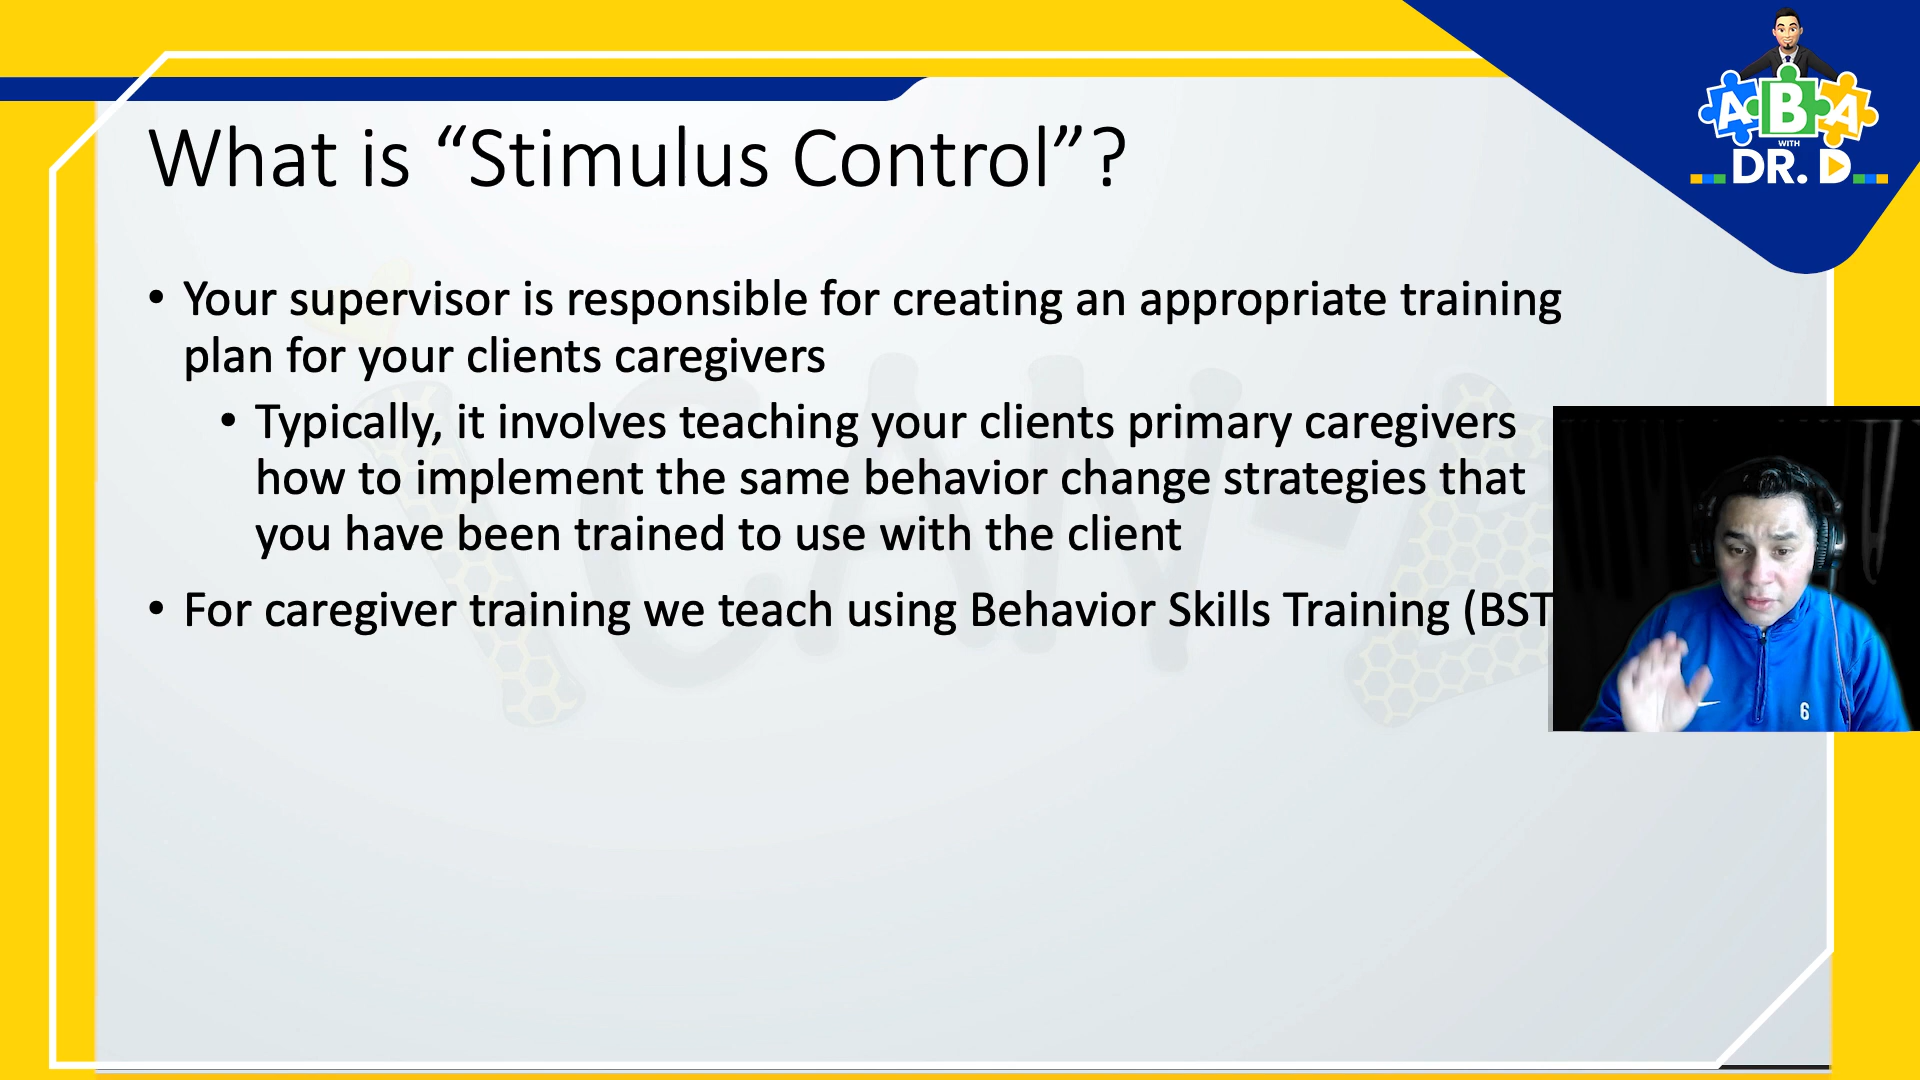 What is “Stimulus Control”?
ABA
WITH
DR. D
• Your supervisor is responsible for creating an appropriate training
plan for your clients caregivers
• Typically, it involves teaching your clients primary caregivers
how to implement the same behavior change strategies that
you have been trained to use with the client
• For caregiver training we teach using Behavior Skills Training (BST
I CAN
6